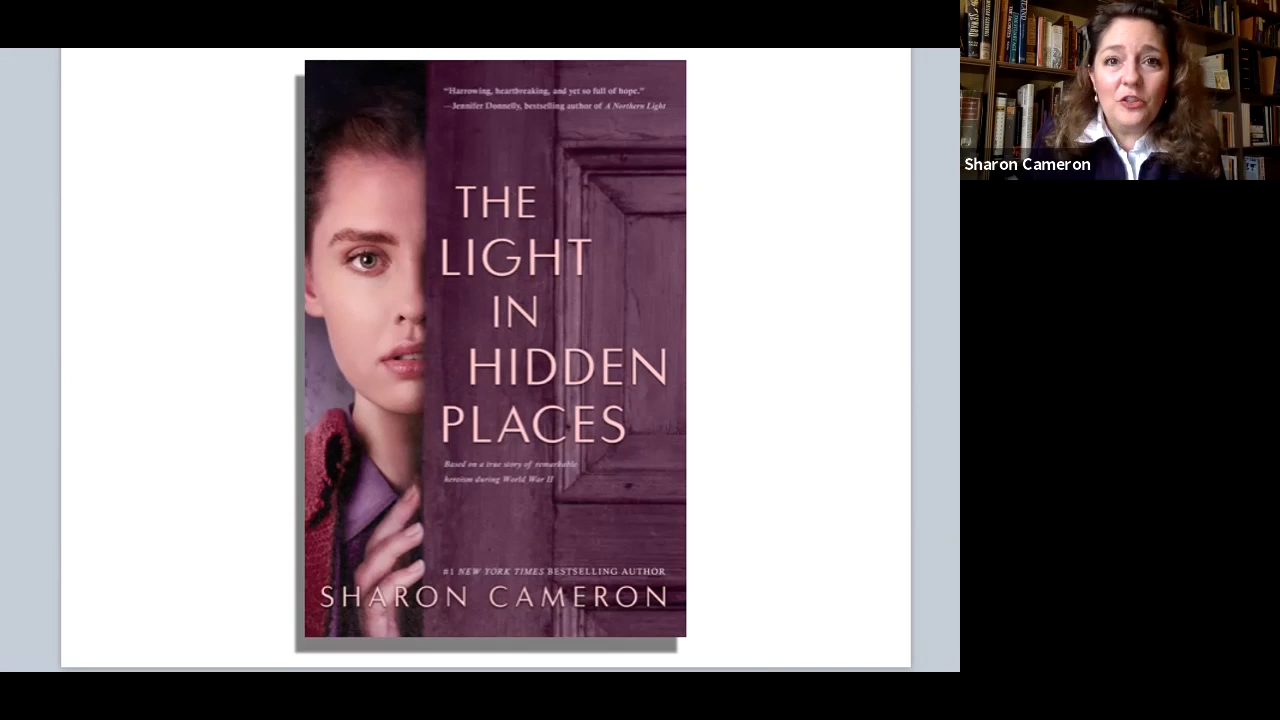 "Harrowing, heartbreaking, and yet so full of hope."
—Jennifer Donnelly, bestselling author of A Northern Light
THE
LIGHT
IN
HIDDEN
PLACES
Based on a true story of remarkable
heroism during World War II
#1 NEW YORK TIMES BESTSELLING AUTHOR
SHARON CAMERON
Sharon Cameron